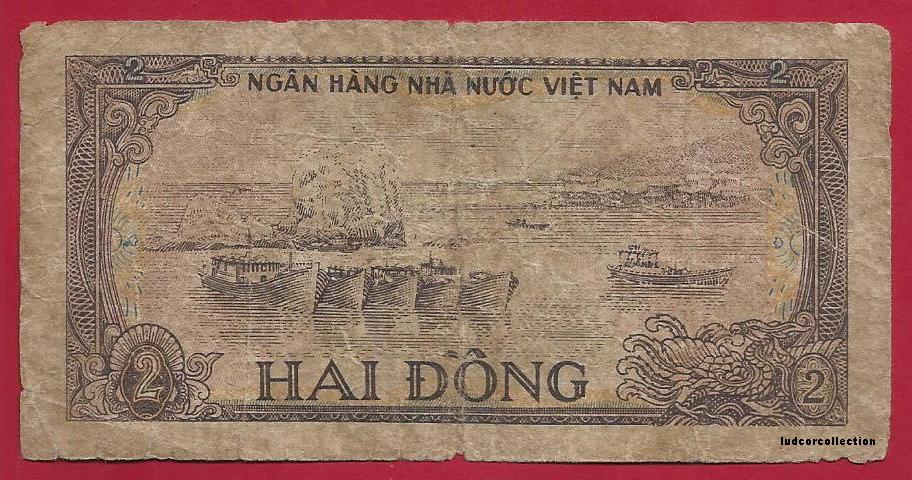 2 2
NGÂN HÀNG NHÀ NƯỚC VIỆT NAM
HAI ĐỒNG
2 2
ludcorcollection